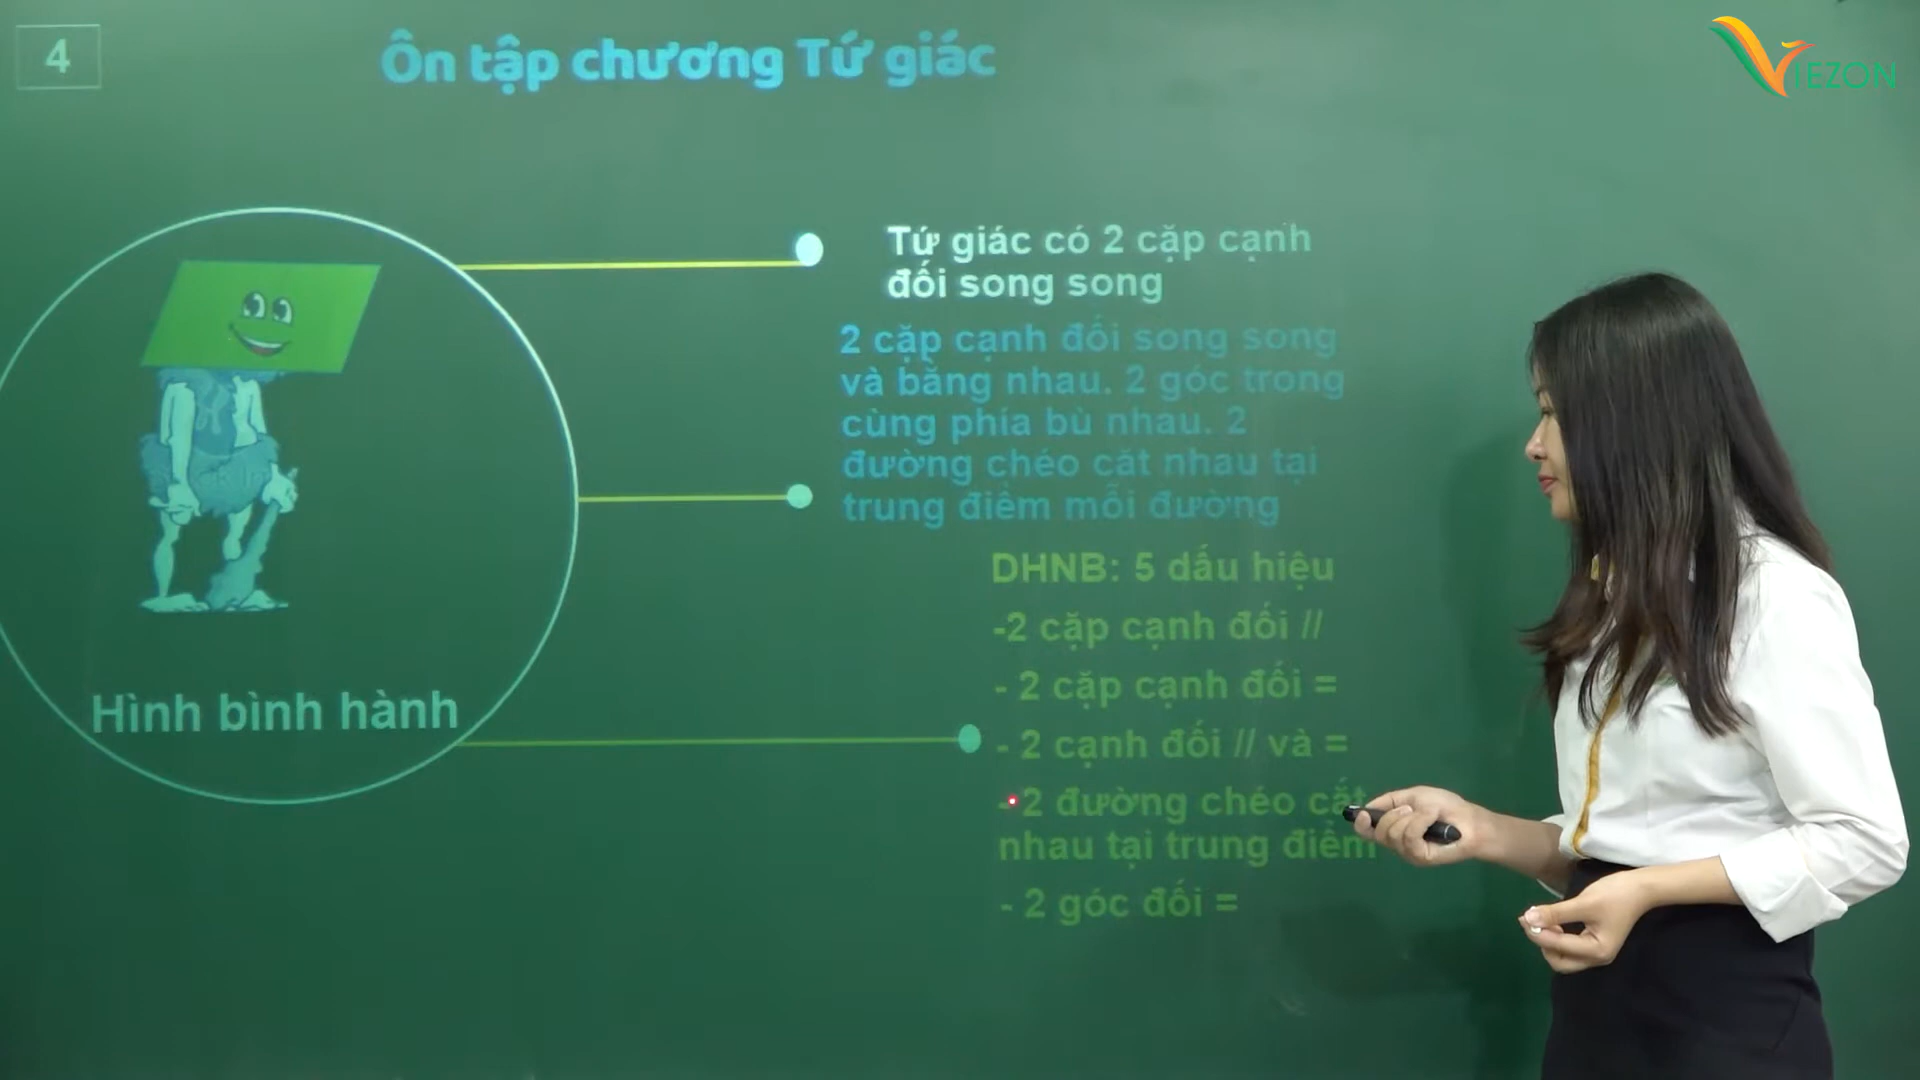 4
Ôn tập chương Tứ giác
VIEZON
Tứ giác có 2 cặp cạnh
đối song song
2 cặp cạnh đối song song
và bằng nhau. 2 góc trong
cùng phía bù nhau. 2
đường chéo cắt nhau tại
trung điểm mỗi đường
DHNB: 5 dấu hiệu
-2 cặp cạnh đối //
- 2 cặp cạnh đối =
- 2 cạnh đối // và =
- 2 đường chéo cắt
nhau tại trung điểm
- 2 góc đối =
Hình bình hành